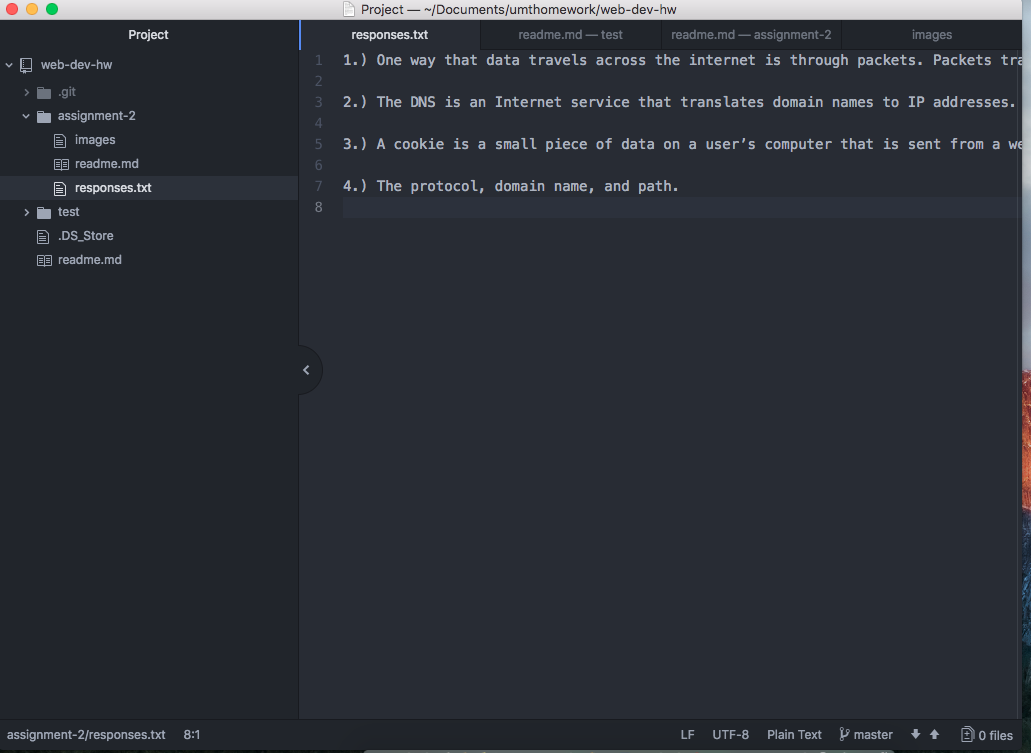 Project — ~/Documents/umthomework/web-dev-hw
Project
responses.txt
readme.md — test
readme.md — assignment-2
images
web-dev-hw
.git
assignment-2
images
readme.md
responses.txt
test
.DS_Store
readme.md
1 1.) One way that data travels across the internet is through packets. Packets tra
2
3 2.) The DNS is an Internet service that translates domain names to IP addresses.
4
5 3.) A cookie is a small piece of data on a user’s computer that is sent from a we
6
7 4.) The protocol, domain name, and path.
8
assignment-2/responses.txt 8:1 LF UTF-8 Plain Text master 0 files